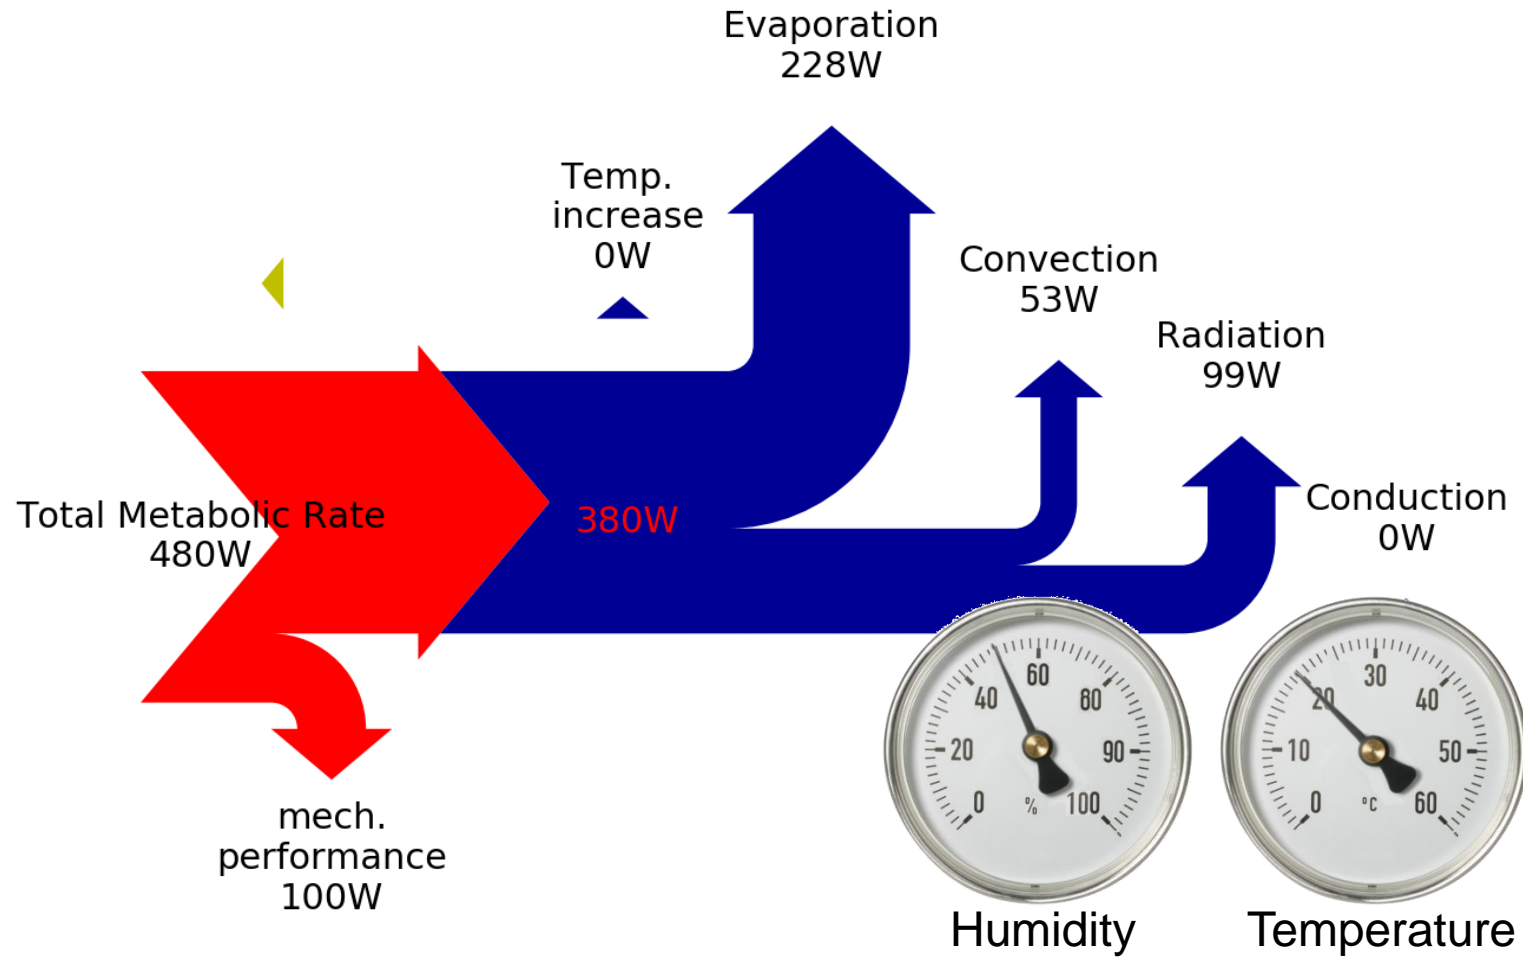 Evaporation
228W
Temp.
increase
0W
Convection
53W
Radiation
99W
Conduction
0W
Total Metabolic Rate
480W
380W
mech.
performance
100W
0
20
40
60
80
90
100
%
Humidity
0
10
20
30
40
50
60
°C
Temperature